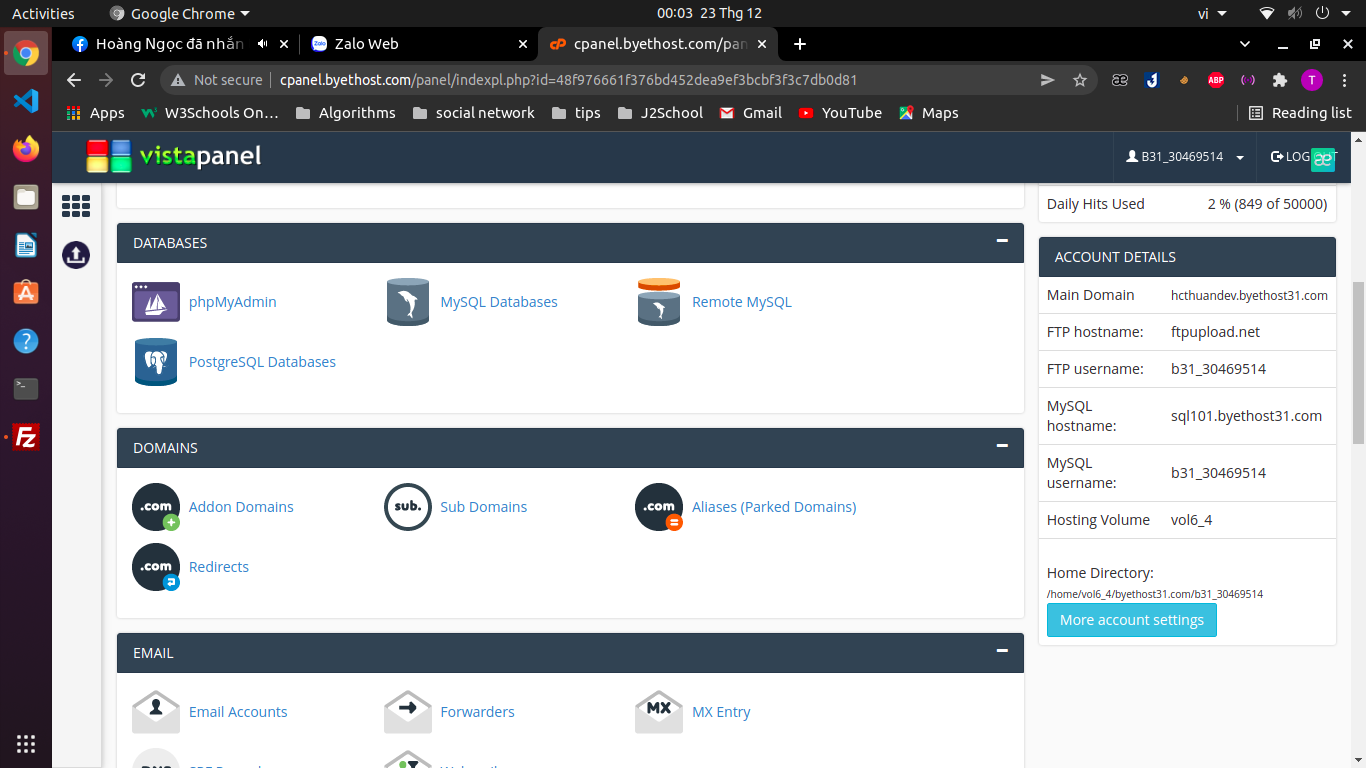 Activities
Google Chrome
00:03 23 Thg 12
vi
Hoàng Ngọc đã nhắn
Zalo Web
cpanel.byethost.com/pan
Not secure
cpanel.byethost.com/panel/indexpl.php?id=48f976661f376bd452dea9ef3bcbf3f3c7db0d81
ABP
T
Apps
W3Schools On…
Algorithms
social network
tips
J2School
Gmail
YouTube
Maps
Reading list
vistapanel
B31_30469514
Daily Hits Used 2 % (849 of 50000)
DATABASES
phpMyAdmin
MySQL Databases
Remote MySQL
PostgreSQL Databases
DOMAINS
.com Addon Domains
sub. Sub Domains
.com Aliases (Parked Domains)
.com Redirects
EMAIL
Email Accounts
Forwarders
MX MX Entry
ACCOUNT DETAILS
Main Domain hcthuandev.byethost31.com
FTP hostname: ftpupload.net
FTP username: b31_30469514
MySQL
hostname: sql101.byethost31.com
MySQL
username: b31_30469514
Hosting Volume vol6_4
Home Directory:
/home/vol6_4/byethost31.com/b31_30469514
More account settings